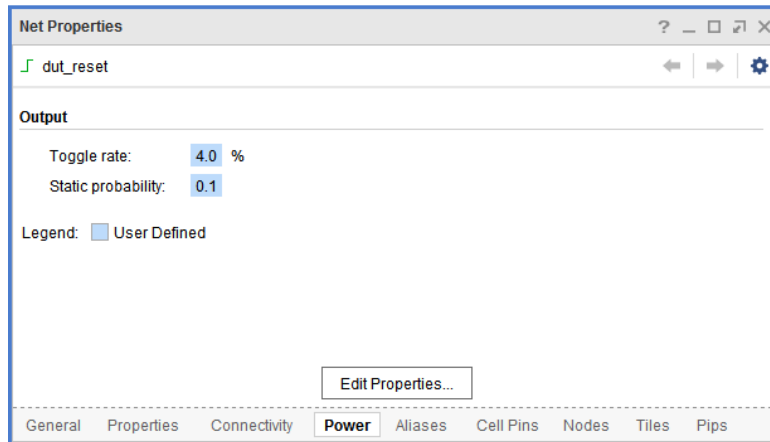 Net Properties
dut_reset
Output
Toggle rate: 4.0 %
Static probability: 0.1
Legend: User Defined
Edit Properties...
General Properties Connectivity Power Aliases Cell Pins Nodes Tiles Pips